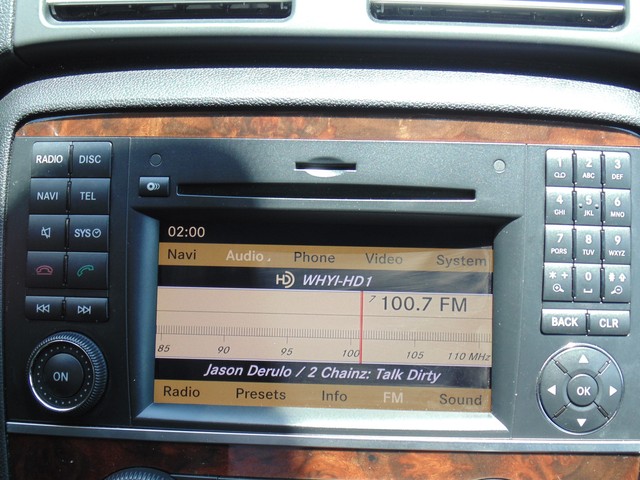 RADIO DISC
NAVI TEL
SYS
ON
02:00
Navi Audio Phone Video System
HD WHYI-HD1
7 100.7 FM
85 90 95 100 105 110 MHz
Jason Derulo / 2 Chainz: Talk Dirty
Radio Presets Info FM Sound
1 2 ABC 3 DEF
4 GHI 5 JKL 6 MNO
7 PQRS 8 TUV 9 WXYZ
* + 0 #
BACK CLR
OK